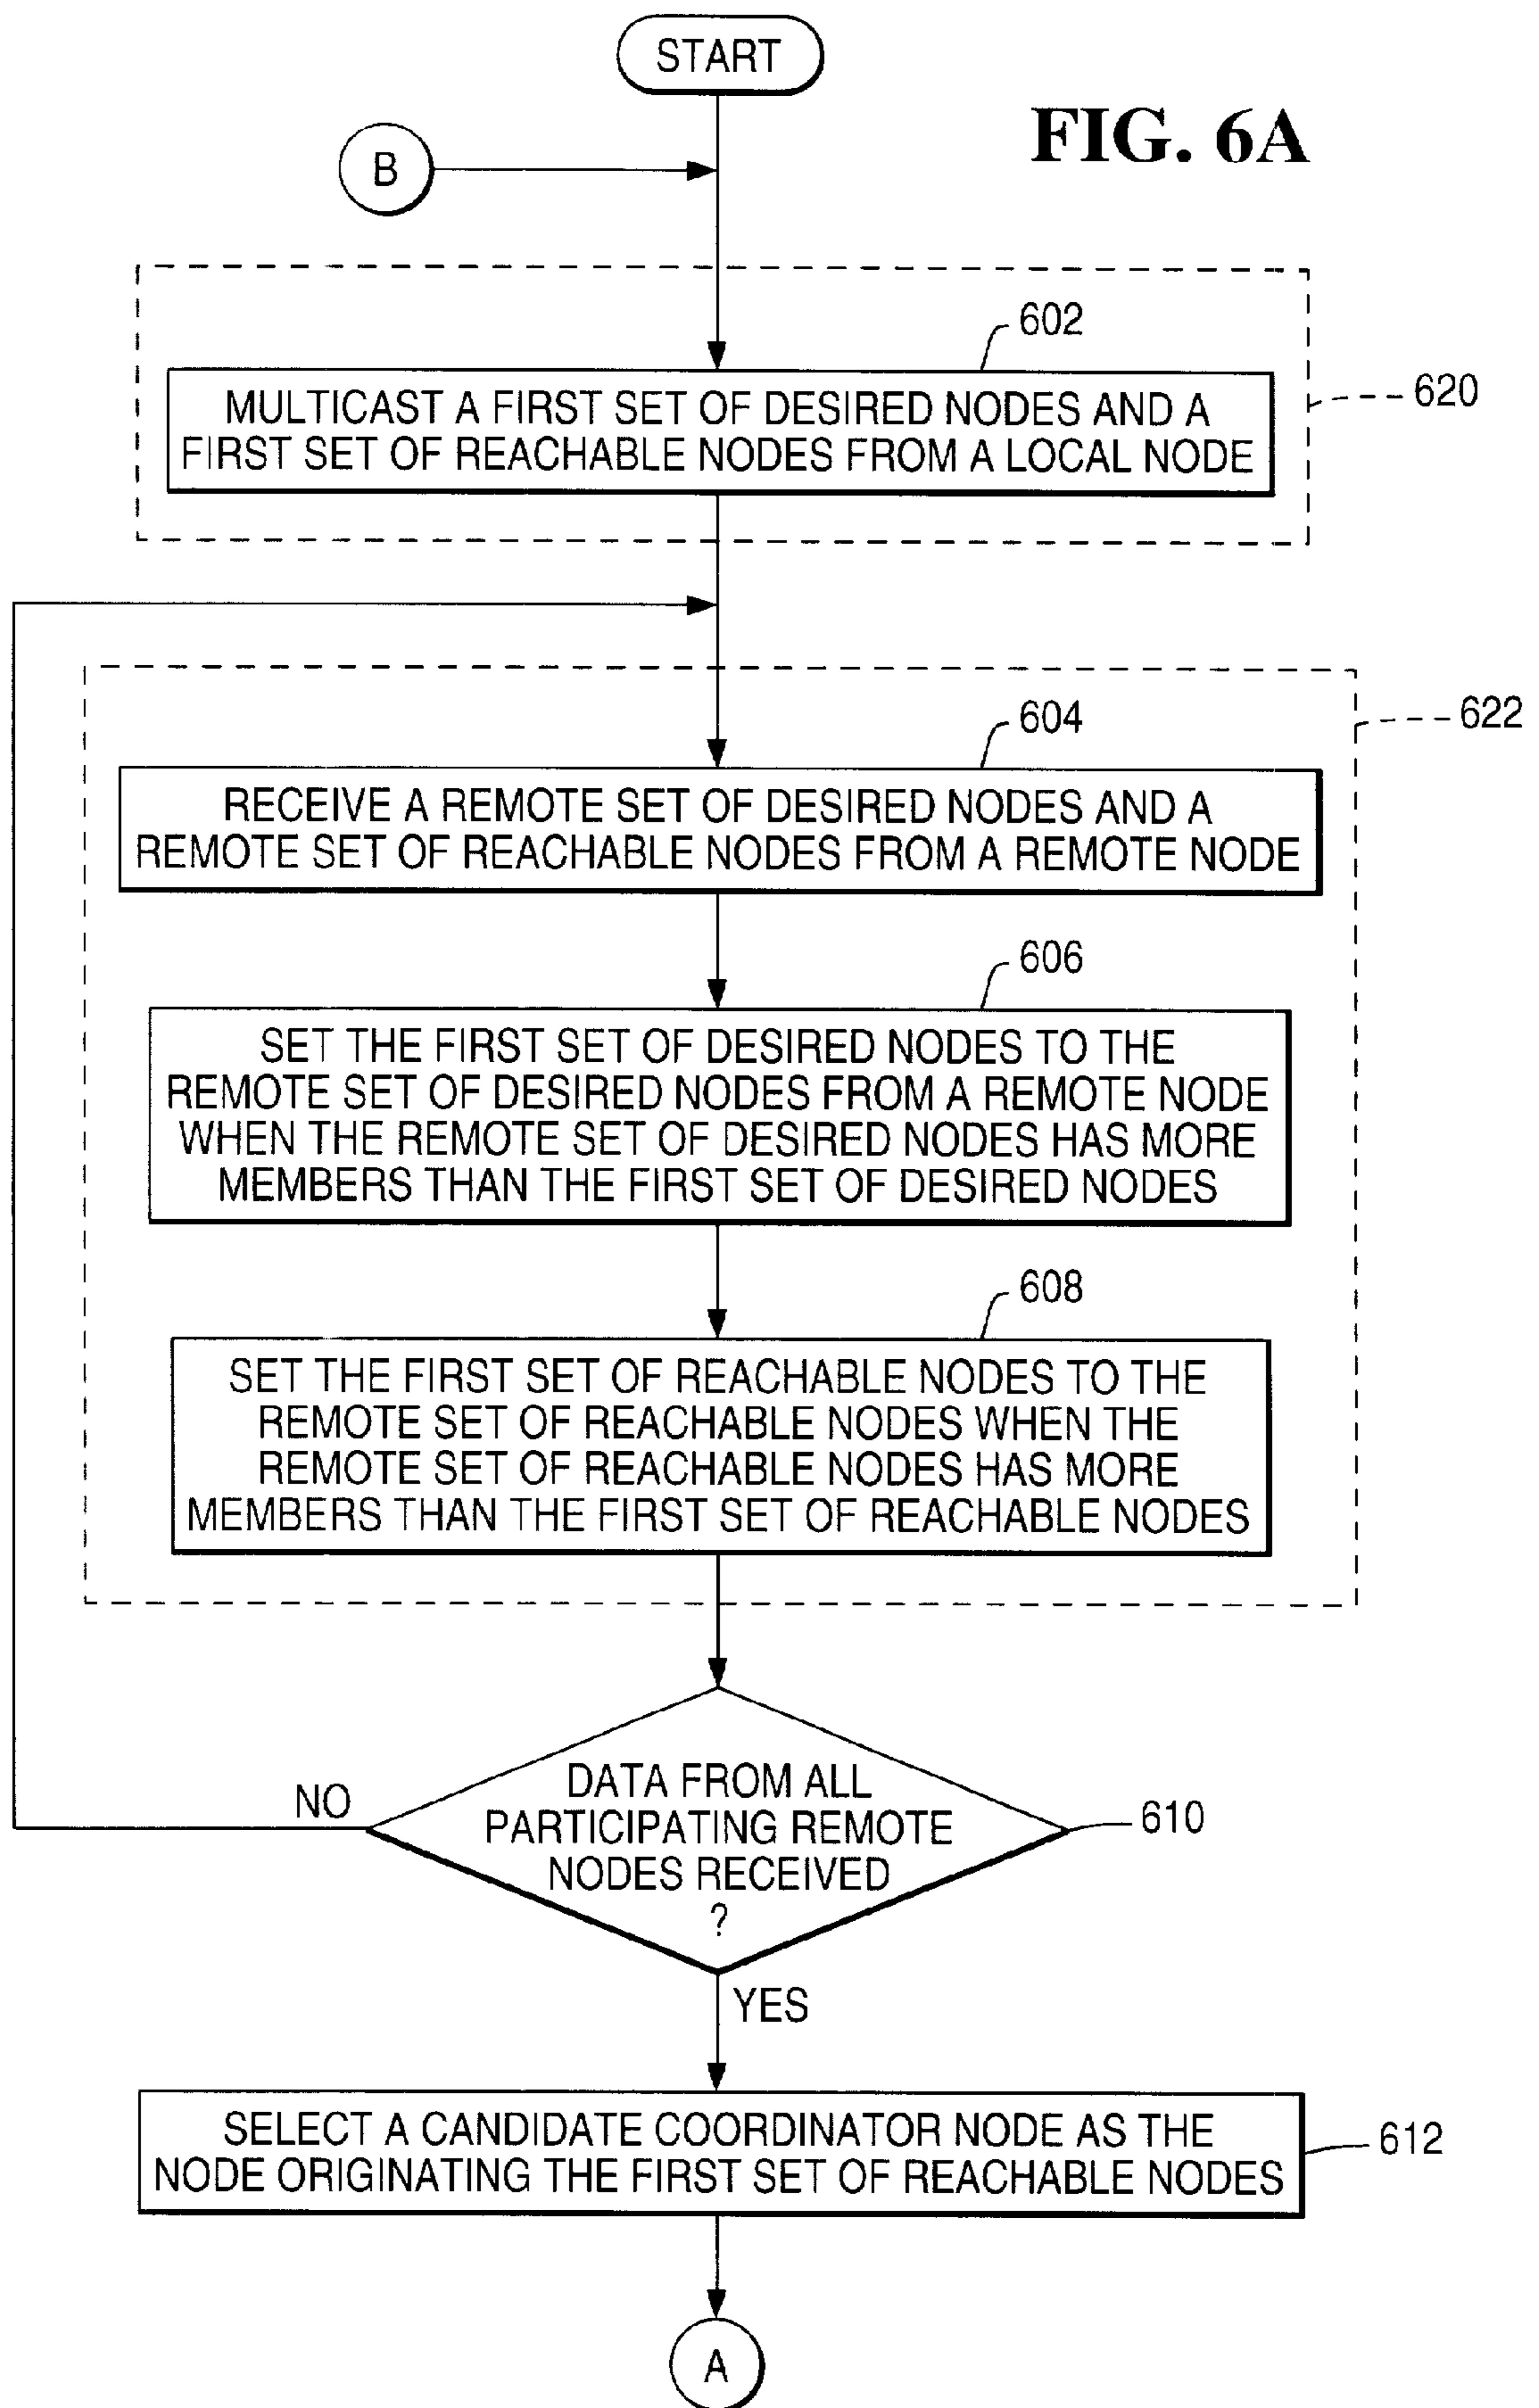 START
FIG. 6A
B
602
MULTICAST A FIRST SET OF DESIRED NODES AND A
FIRST SET OF REACHABLE NODES FROM A LOCAL NODE
620
622
604
RECEIVE A REMOTE SET OF DESIRED NODES AND A
REMOTE SET OF REACHABLE NODES FROM A REMOTE NODE
606
SET THE FIRST SET OF DESIRED NODES TO THE
REMOTE SET OF DESIRED NODES FROM A REMOTE NODE
WHEN THE REMOTE SET OF DESIRED NODES HAS MORE
MEMBERS THAN THE FIRST SET OF DESIRED NODES
608
SET THE FIRST SET OF REACHABLE NODES TO THE
REMOTE SET OF REACHABLE NODES WHEN THE
REMOTE SET OF REACHABLE NODES HAS MORE
MEMBERS THAN THE FIRST SET OF REACHABLE NODES
NO
DATA FROM ALL
PARTICIPATING REMOTE
NODES RECEIVED
?
610
YES
SELECT A CANDIDATE COORDINATOR NODE AS THE
NODE ORIGINATING THE FIRST SET OF REACHABLE NODES
612
A